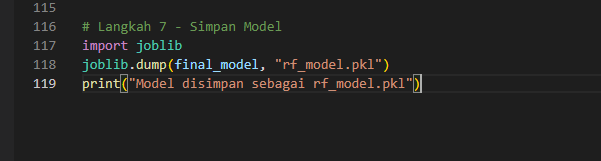 115
116 # Langkah 7 - Simpan Model
117 import joblib
118 joblib.dump(final_model, "rf_model.pkl")
119 print("Model disimpan sebagai rf_model.pkl")